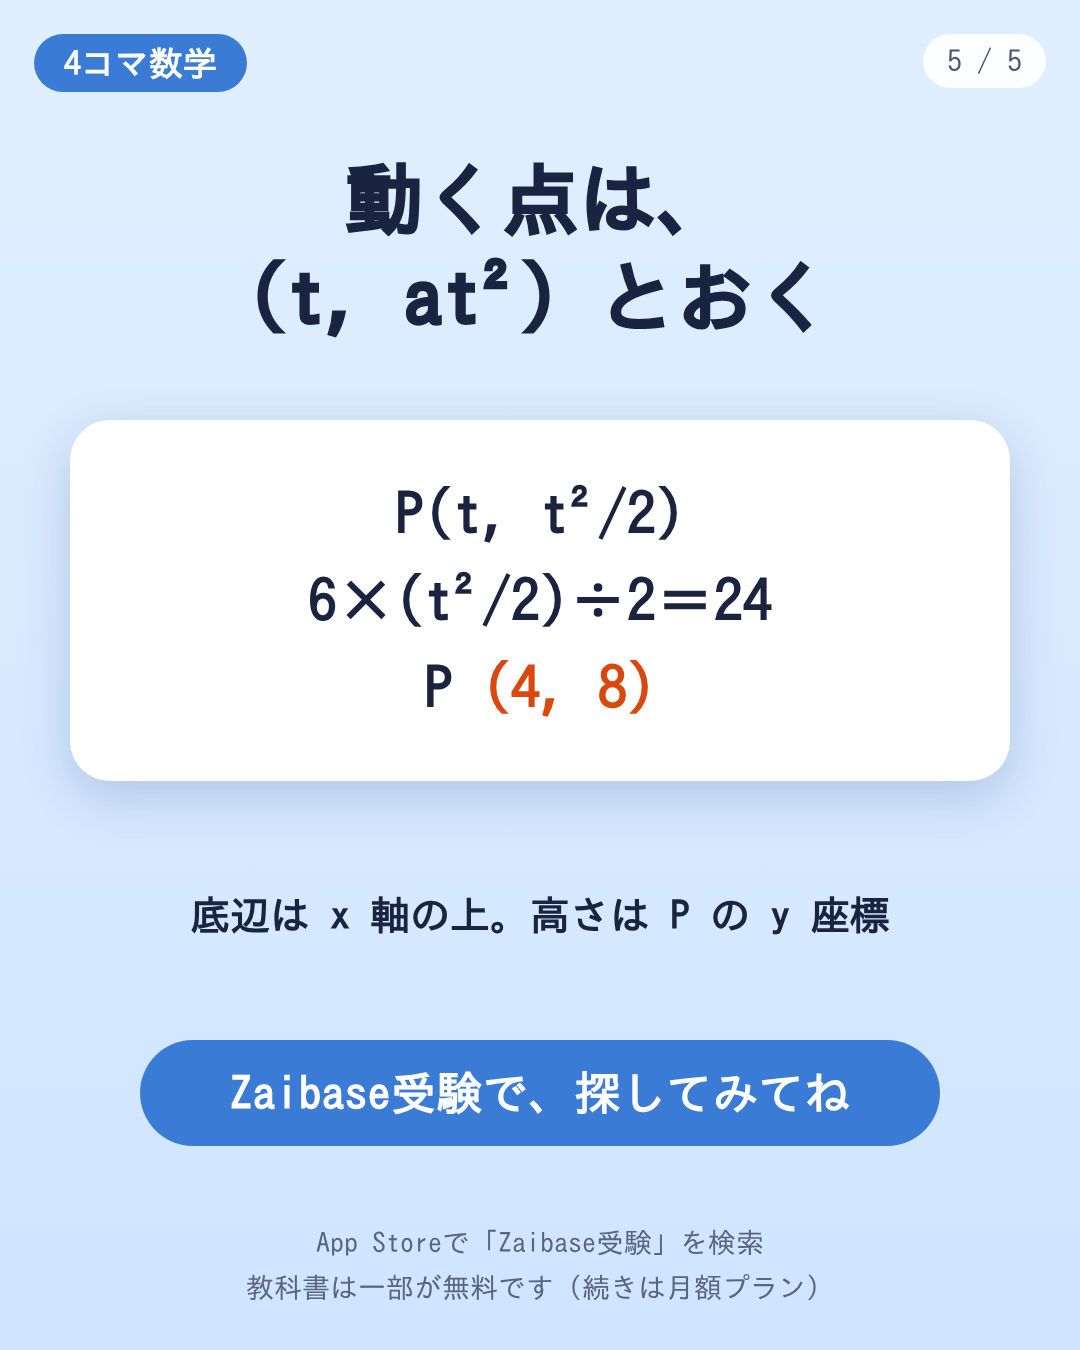 4コマ数学
5 / 5
動く点は、
(t, at²) とおく
P(t, t²/2)
6×(t²/2)÷2=24
P (4, 8)
底辺は x 軸の上。高さは P の y 座標
Zaibase受験で、探してみてね
App Storeで「Zaibase受験」を検索
教科書は一部が無料です（続きは月額プラン）